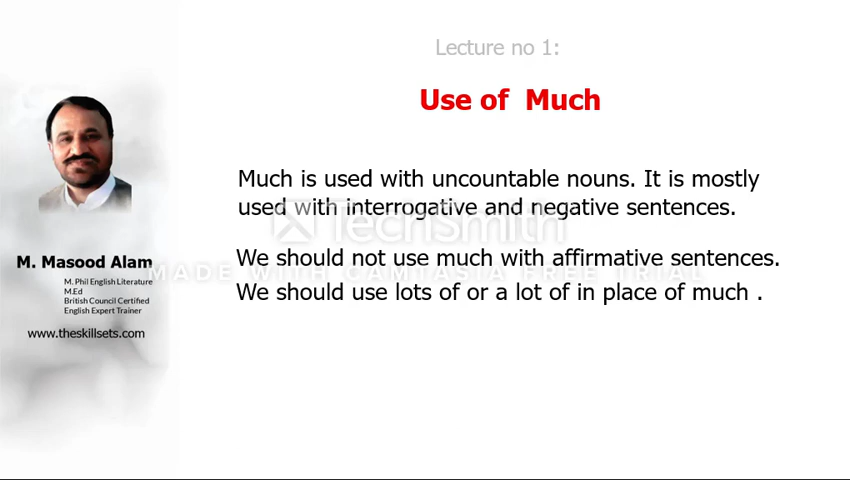 Lecture no 1:
Use of  Much
Much is used with uncountable nouns. It is mostly
used with interrogative and negative sentences.
TechSmith
We should not use much with affirmative sentences.
MADE WITH CAMTASIA FREE TRIAL
We should use lots of or a lot of in place of much .
M. Masood Alam
M. Phil English Literature
M.Ed
British Council Certified
English Expert Trainer
www.theskillsets.com